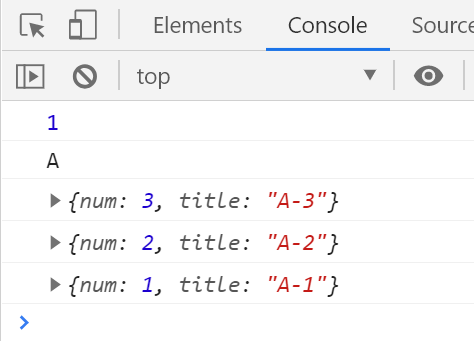 Elements Console Source
top
1
A
{num: 3, title: "A-3"}
{num: 2, title: "A-2"}
{num: 1, title: "A-1"}